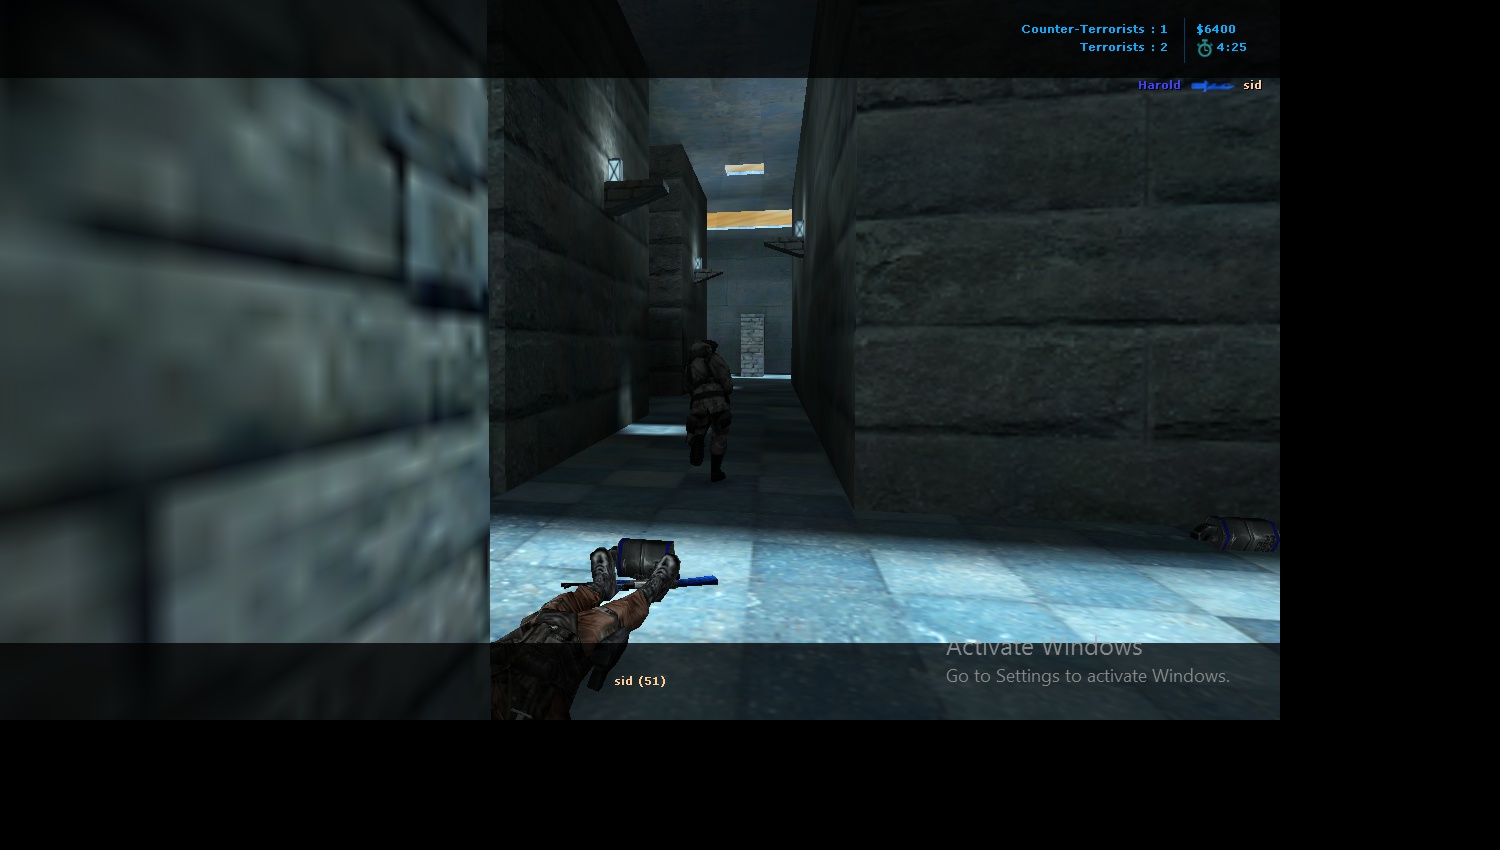 Counter-Terrorists : 1
$6400
Terrorists : 2
4:25
Harold sid
Activate Windows
Go to Settings to activate Windows.
sid (51)